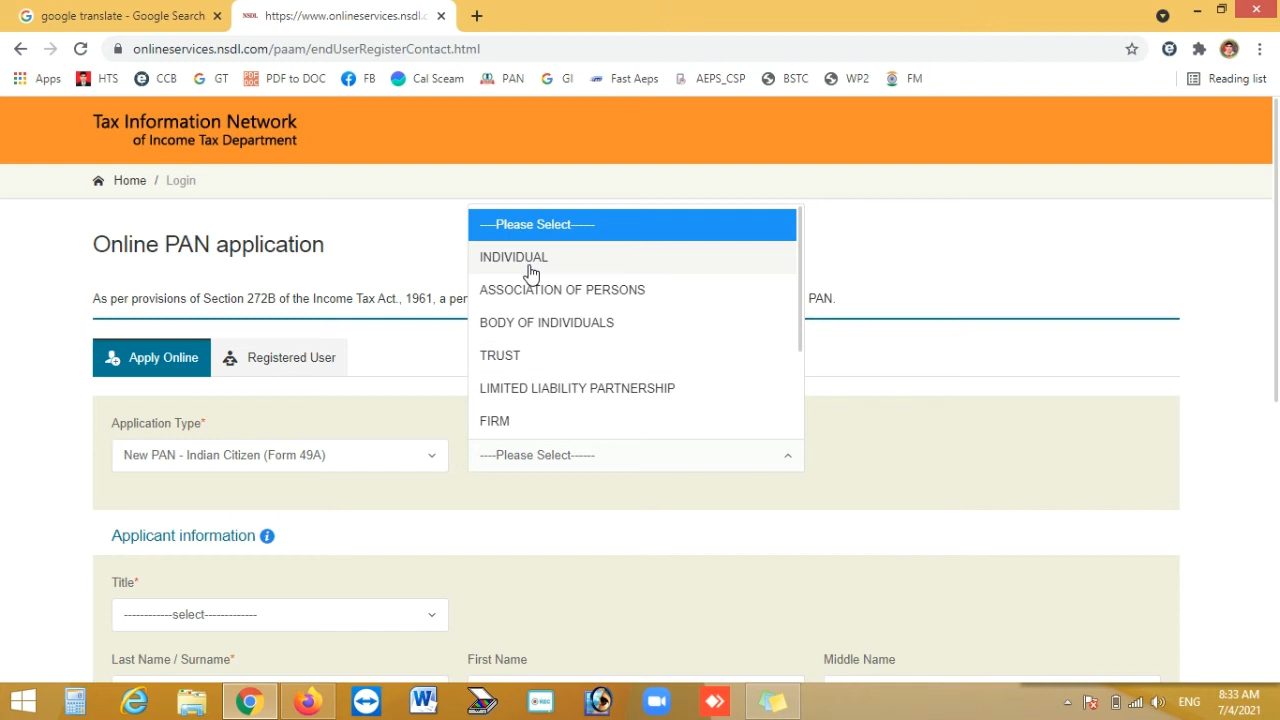 google translate - Google Search
NSDL https://www.onlineservices.nsdl.c
onlineservices.nsdl.com/paam/endUserRegisterContact.html
Apps HTS CCB GT PDF to DOC FB Cal Sceam PAN GI Fast Aeps AEPS_CSP BSTC WP2 FM Reading list
Tax Information Network
of Income Tax Department
Home / Login
Online PAN application
As per provisions of Section 272B of the Income Tax Act., 1961, a pen
PAN.
Apply Online
Registered User
Application Type*
New PAN - Indian Citizen (Form 49A)
----Please Select------
INDIVIDUAL
ASSOCIATION OF PERSONS
BODY OF INDIVIDUALS
TRUST
LIMITED LIABILITY PARTNERSHIP
FIRM
----Please Select------
Applicant information
Title*
------------select-------------
Last Name / Surname*
First Name
Middle Name
REC
ENG
8:33 AM
7/4/2021